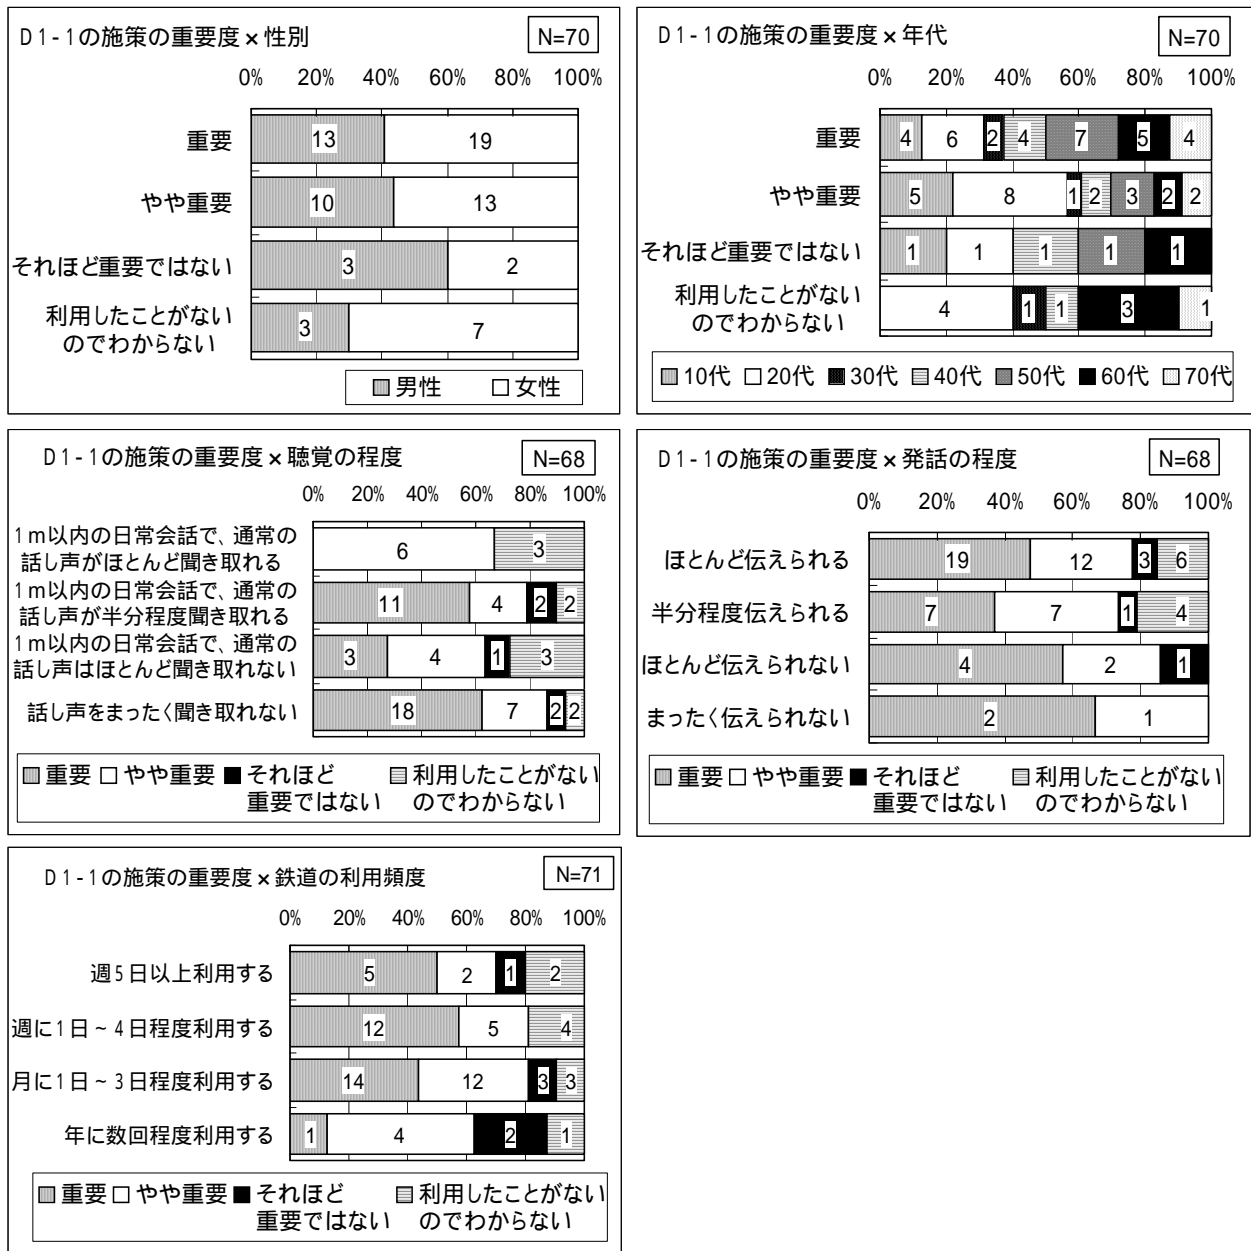 D1-1の施策の重要度×性別
N=70
0% 20% 40% 60% 80% 100%
重要 13 19
やや重要 10 13
それほど重要ではない 3 2
利用したことがない
のでわからない 3 7
男性 女性
D1-1の施策の重要度×年代
N=70
0% 20% 40% 60% 80% 100%
重要 4 6 2 4 7 5 4
やや重要 5 8 1 2 3 2 2
それほど重要ではない 1 1 1 1 1
利用したことがない
のでわからない 4 1 1 3 1
10代 20代 30代 40代 50代 60代 70代
D1-1の施策の重要度×聴覚の程度
N=68
0% 20% 40% 60% 80% 100%
1m以内の日常会話で、通常の
話し声がほとんど聞き取れる 6 3
1m以内の日常会話で、通常の
話し声が半分程度聞き取れる 11 4 2 2
1m以内の日常会話で、通常の
話し声はほとんど聞き取れない 3 4 1 3
話し声をまったく聞き取れない 18 7 2 2
重要 やや重要 それほど 利用したことがない
重要ではない のでわからない
D1-1の施策の重要度×発話の程度
N=68
0% 20% 40% 60% 80% 100%
ほとんど伝えられる 19 12 3 6
半分程度伝えられる 7 7 1 4
ほとんど伝えられない 4 2 1
まったく伝えられない 2 1
重要 やや重要 それほど 利用したことがない
重要ではない のでわからない
D1-1の施策の重要度×鉄道の利用頻度
N=71
0% 20% 40% 60% 80% 100%
週5日以上利用する 5 2 1 2
週に1日~4日程度利用する 12 5 4
月に1日~3日程度利用する 14 12 3 3
年に数回程度利用する 1 4 2 1
重要 やや重要 それほど 利用したことがない
重要ではない のでわからない